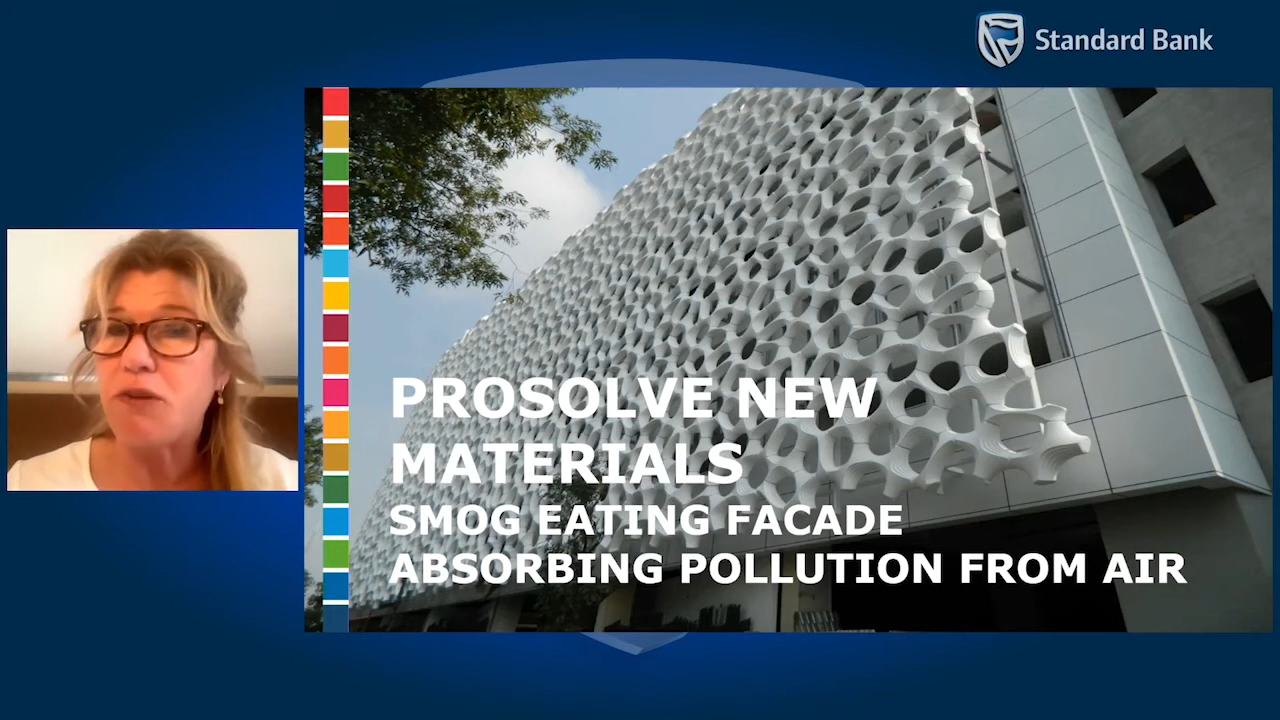 Standard Bank
PROSOLVE NEW
MATERIALS
SMOG EATING FACADE
ABSORBING POLLUTION FROM AIR